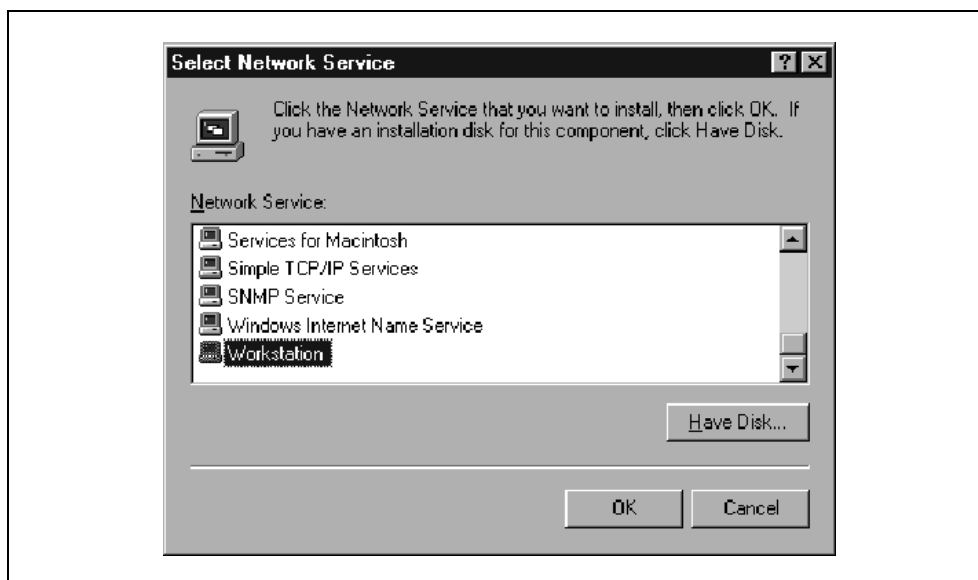 Select Network Service
Click the Network Service that you want to install, then click OK. If
you have an installation disk for this component, click Have Disk.
Network Service:
Services for Macintosh
Simple TCP/IP Services
SNMP Service
Windows Internet Name Service
Workstation
Have Disk...
OK
Cancel